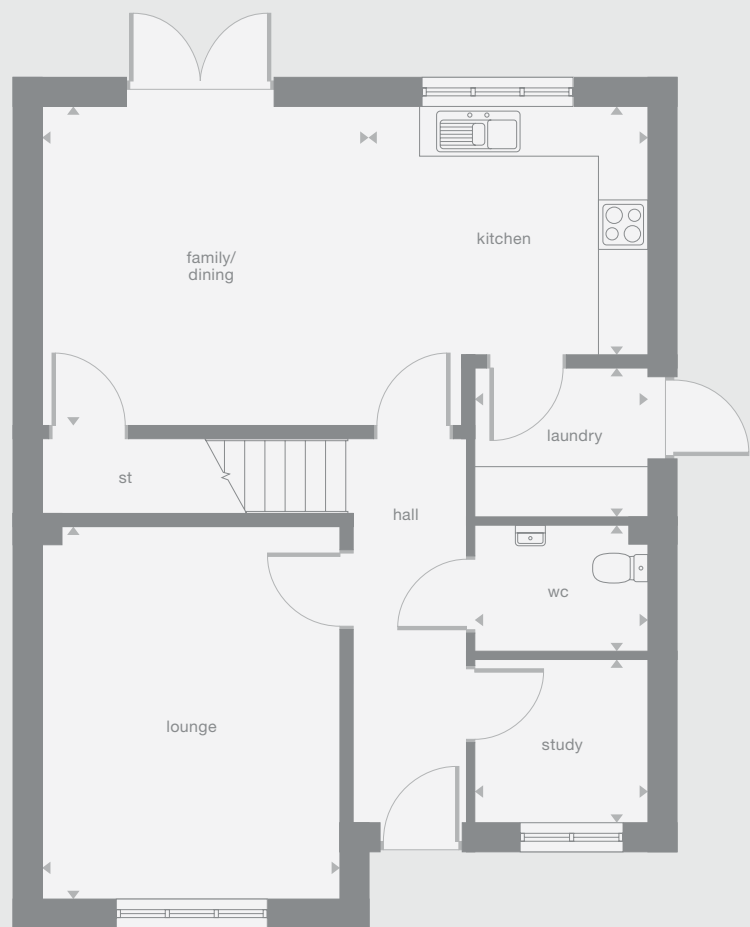 family/
dining
kitchen
laundry
st
hall
wc
lounge
study